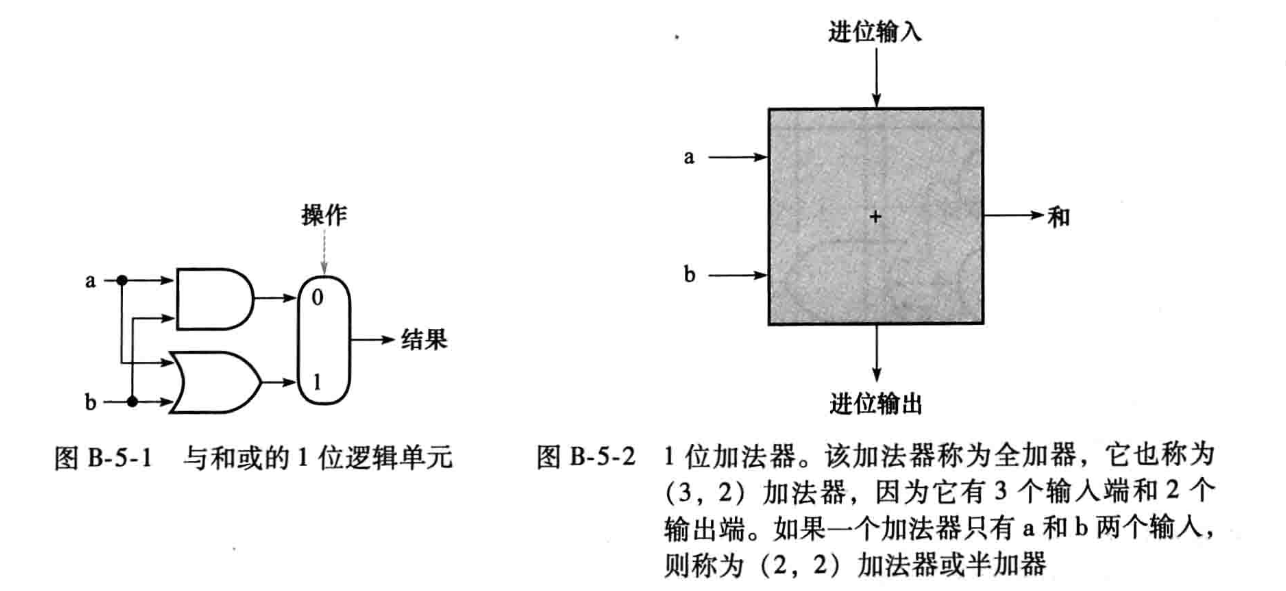 操作
a
0
结果
1
b
图 B-5-1 与和或的 1 位逻辑单元
进位输入
a
+
和
b
进位输出
图 B-5-2 1 位加法器。该加法器称为全加器，它也称为
（3，2）加法器，因为它有 3 个输入端和 2 个
输出端。如果一个加法器只有 a 和 b 两个输入，
则称为（2，2）加法器或半加器